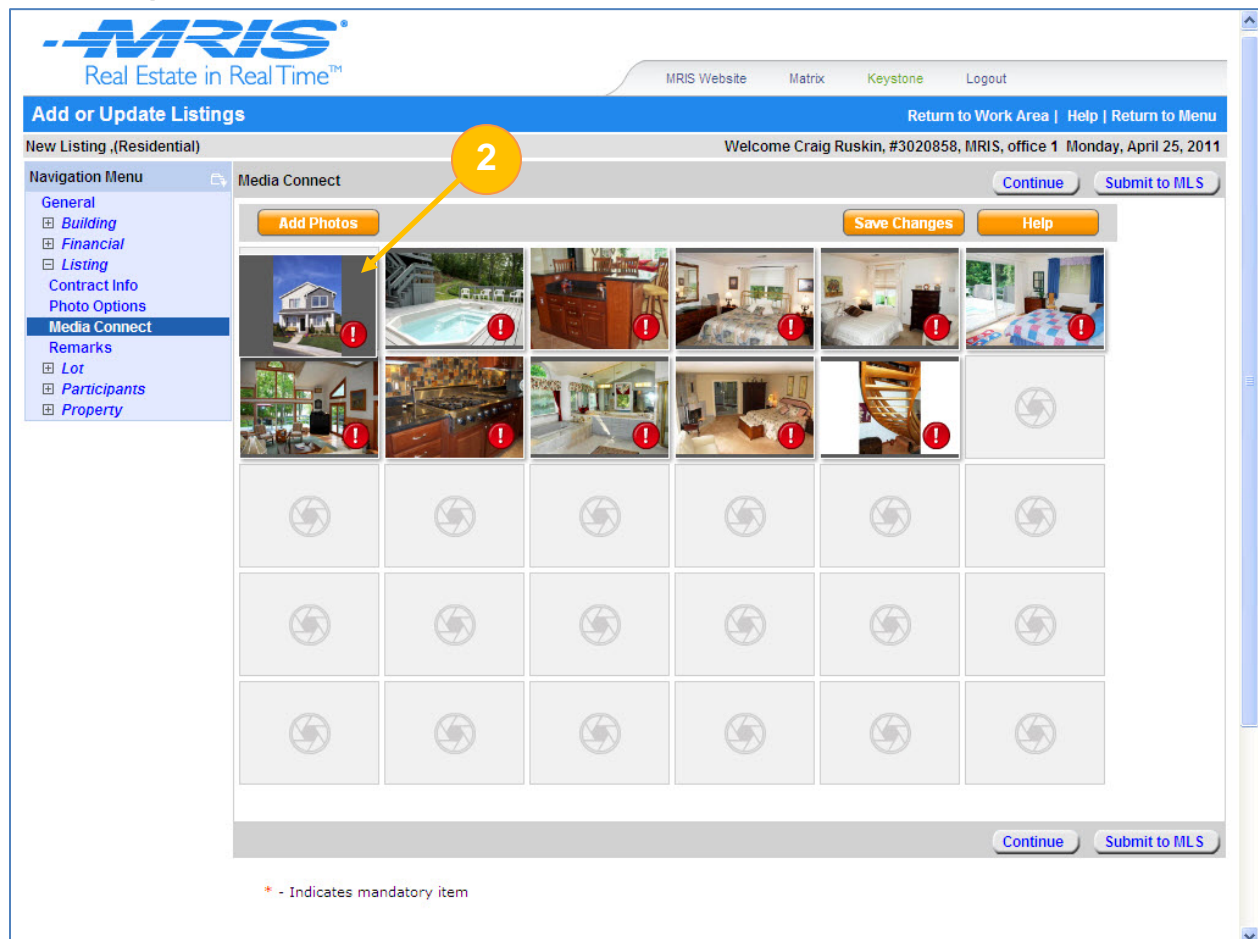 MRIS®
Real Estate in Real Time™
MRIS Website Matrix Keystone Logout
Add or Update Listings
Return to Work Area | Help | Return to Menu
New Listing ,(Residential)
Welcome Craig Ruskin, #3020858, MRIS, office 1 Monday, April 25, 2011
2
Navigation Menu
General
Building
Financial
Listing
Contract Info
Photo Options
Media Connect
Remarks
Lot
Participants
Property
Media Connect
Continue
Submit to MLS
Add Photos
Save Changes
Help
Continue
Submit to MLS
* - Indicates mandatory item